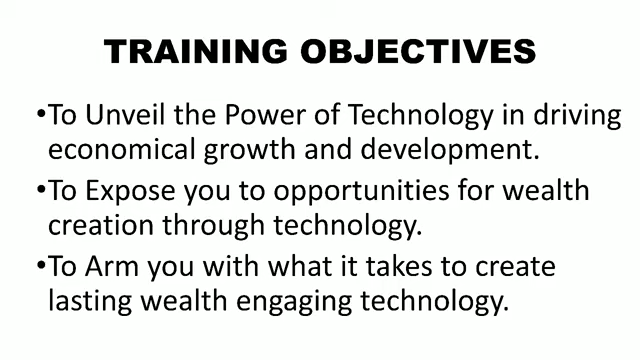 TRAINING OBJECTIVES
•To Unveil the Power of Technology in driving
economical growth and development.
•To Expose you to opportunities for wealth
creation through technology.
•To Arm you with what it takes to create
lasting wealth engaging technology.